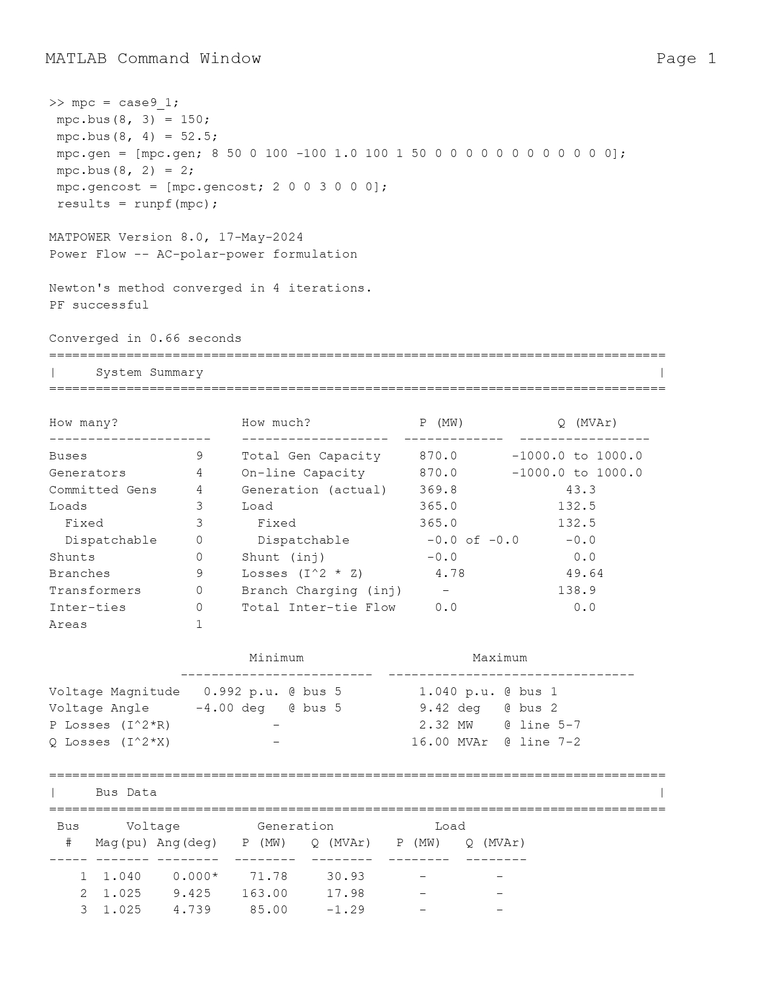 MATLAB Command Window Page 1
>> mpc = case9_1;
mpc.bus(8, 3) = 150;
mpc.bus(8, 4) = 52.5;
mpc.gen = [mpc.gen; 8 50 0 100 -100 1.0 100 1 50 0 0 0 0 0 0 0 0 0 0 0 0];
mpc.bus(8, 2) = 2;
mpc.gencost = [mpc.gencost; 2 0 0 3 0 0 0];
results = runpf(mpc);
MATPOWER Version 8.0, 17-May-2024
Power Flow -- AC-polar-power formulation
Newton's method converged in 4 iterations.
PF successful
Converged in 0.66 seconds
================================================================================
| System Summary |
================================================================================
How many? How much? P (MW) Q (MVAr)
--------------------- ------------------- ------------- -----------------
Buses 9 Total Gen Capacity 870.0 -1000.0 to 1000.0
Generators 4 On-line Capacity 870.0 -1000.0 to 1000.0
Committed Gens 4 Generation (actual) 369.8 43.3
Loads 3 Load 365.0 132.5
Fixed 3 Fixed 365.0 132.5
Dispatchable 0 Dispatchable -0.0 of -0.0 -0.0
Shunts 0 Shunt (inj) -0.0 0.0
Branches 9 Losses (I^2 * Z) 4.78 49.64
Transformers 0 Branch Charging (inj) - 138.9
Inter-ties 0 Total Inter-tie Flow 0.0 0.0
Areas 1
Minimum Maximum
------------------------- --------------------------------
Voltage Magnitude 0.992 p.u. @ bus 5 1.040 p.u. @ bus 1
Voltage Angle -4.00 deg @ bus 5 9.42 deg @ bus 2
P Losses (I^2*R) - 2.32 MW @ line 5-7
Q Losses (I^2*X) - 16.00 MVAr @ line 7-2
================================================================================
| Bus Data |
================================================================================
Bus Voltage Generation Load
# Mag(pu) Ang(deg) P (MW) Q (MVAr) P (MW) Q (MVAr)
----- ------- -------- -------- -------- -------- --------
1 1.040 0.000* 71.78 30.93 - -
2 1.025 9.425 163.00 17.98 - -
3 1.025 4.739 85.00 -1.29 - -